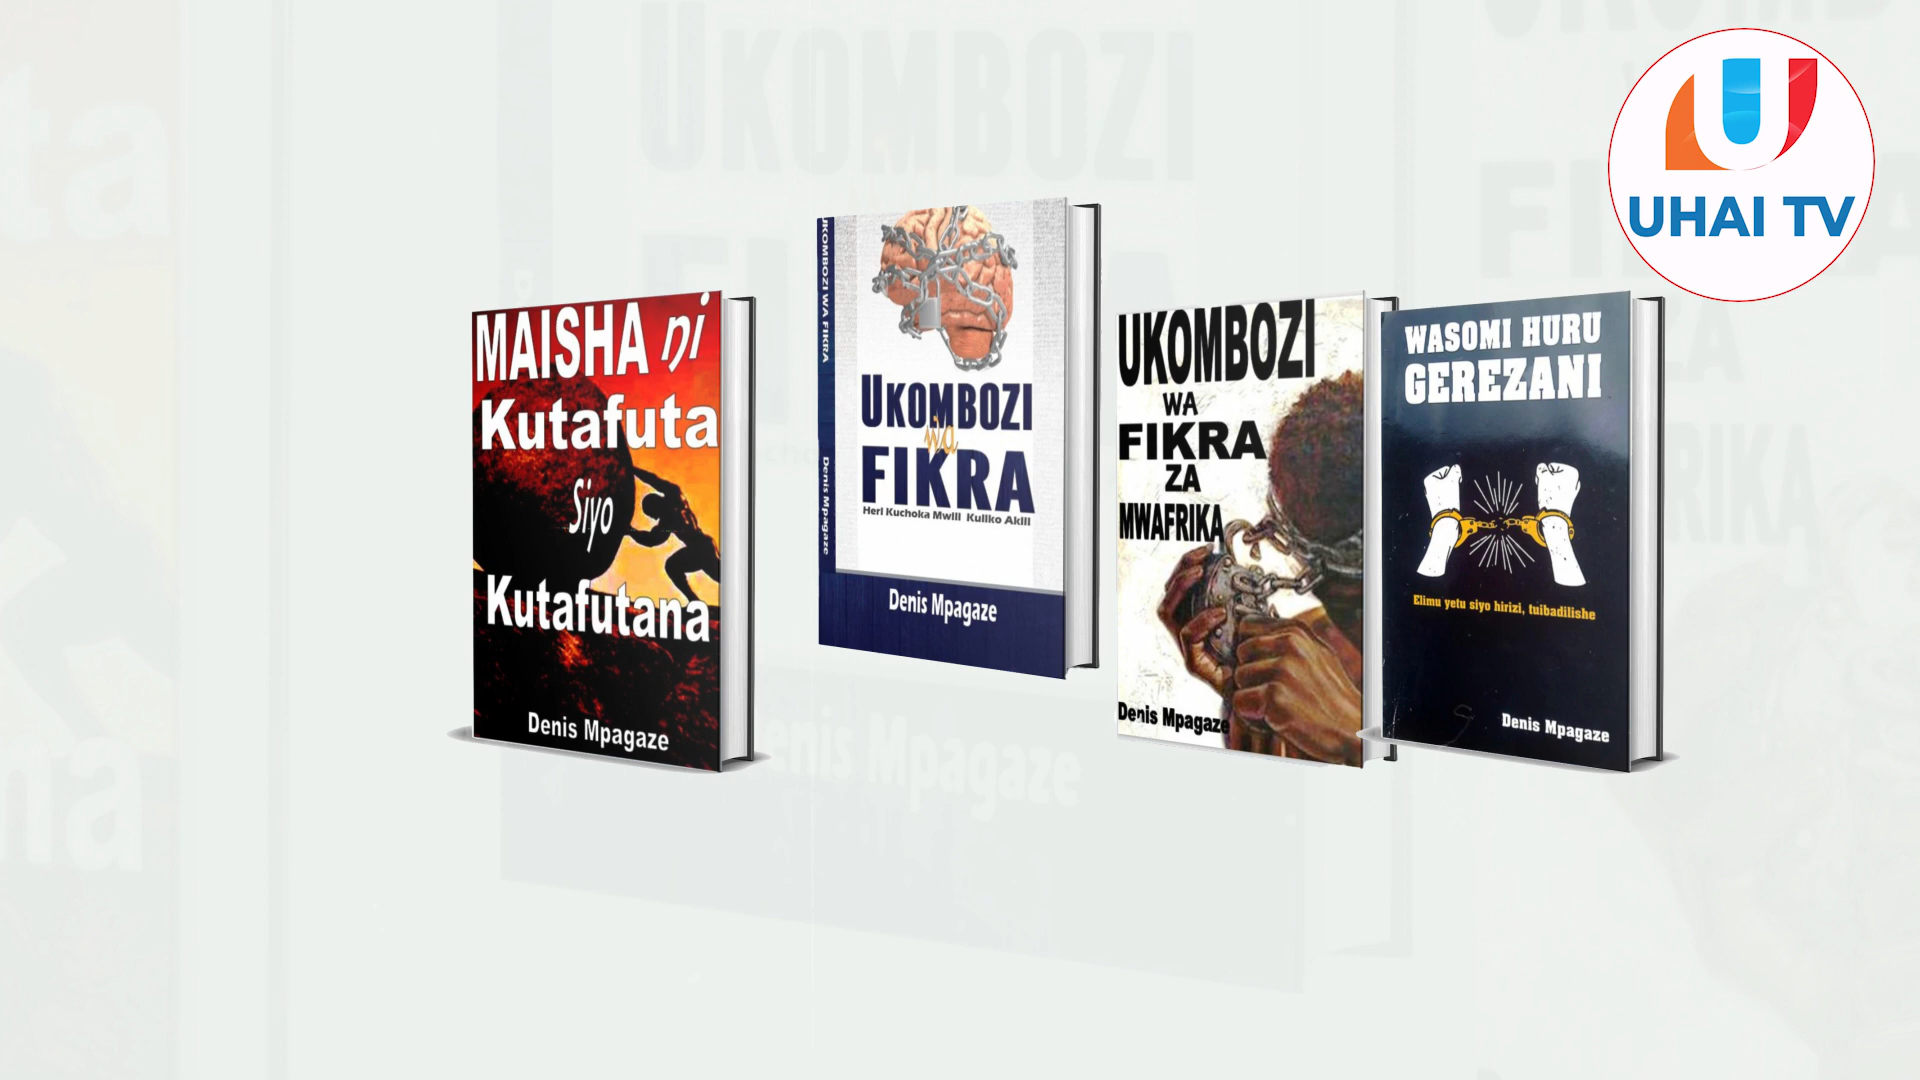 UHAI TV
MAISHA ni
Kutafuta
Siyo
Kutafutana
Denis Mpagaze
UKOMBOZI WA FIKRA
Denis Mpagaze
UKOMBOZI
wa
FIKRA
Heri Kuchoka Mwili Kuliko Akili
Denis Mpagaze
UKOMBOZI
WA
FIKRA
ZA
MWAFRIKA
Denis Mpagaze
WASOMI HURU
GEREZANI
Elimu yetu siyo hirizi, tuibadilishe
Denis Mpagaze